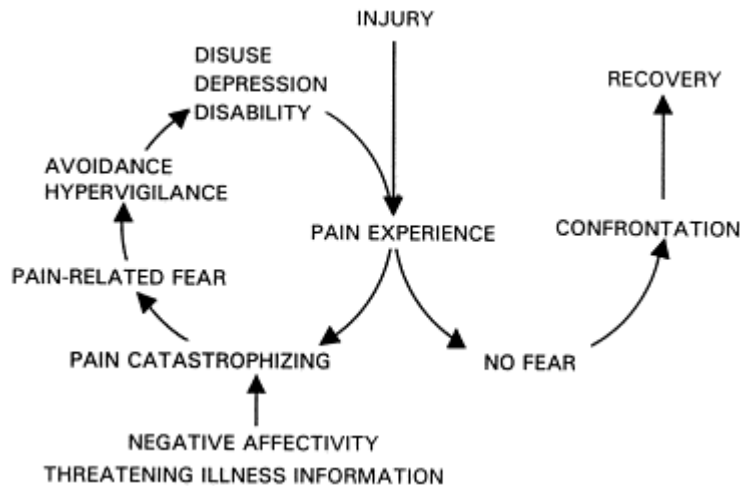 INJURY
DISUSE
DEPRESSION
DISABILITY
RECOVERY
AVOIDANCE
HYPERVIGILANCE
PAIN EXPERIENCE
CONFRONTATION
PAIN-RELATED FEAR
PAIN CATASTROPHIZING
NO FEAR
NEGATIVE AFFECTIVITY
THREATENING ILLNESS INFORMATION